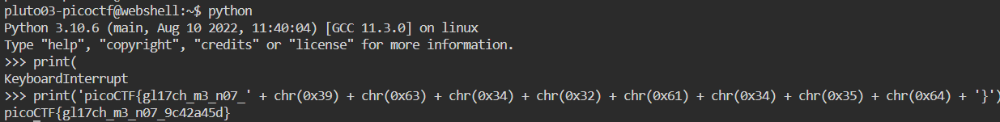 pluto03-picoctf@webshell:~$ python
Python 3.10.6 (main, Aug 10 2022, 11:40:04) [GCC 11.3.0] on linux
Type "help", "copyright", "credits" or "license" for more information.
>>> print(
KeyboardInterrupt
>>> print('picoCTF{gl17ch_m3_n07_' + chr(0x39) + chr(0x63) + chr(0x34) + chr(0x32) + chr(0x61) + chr(0x34) + chr(0x35) + chr(0x64) + '}')
picoCTF{gl17ch_m3_n07_9c42a45d}